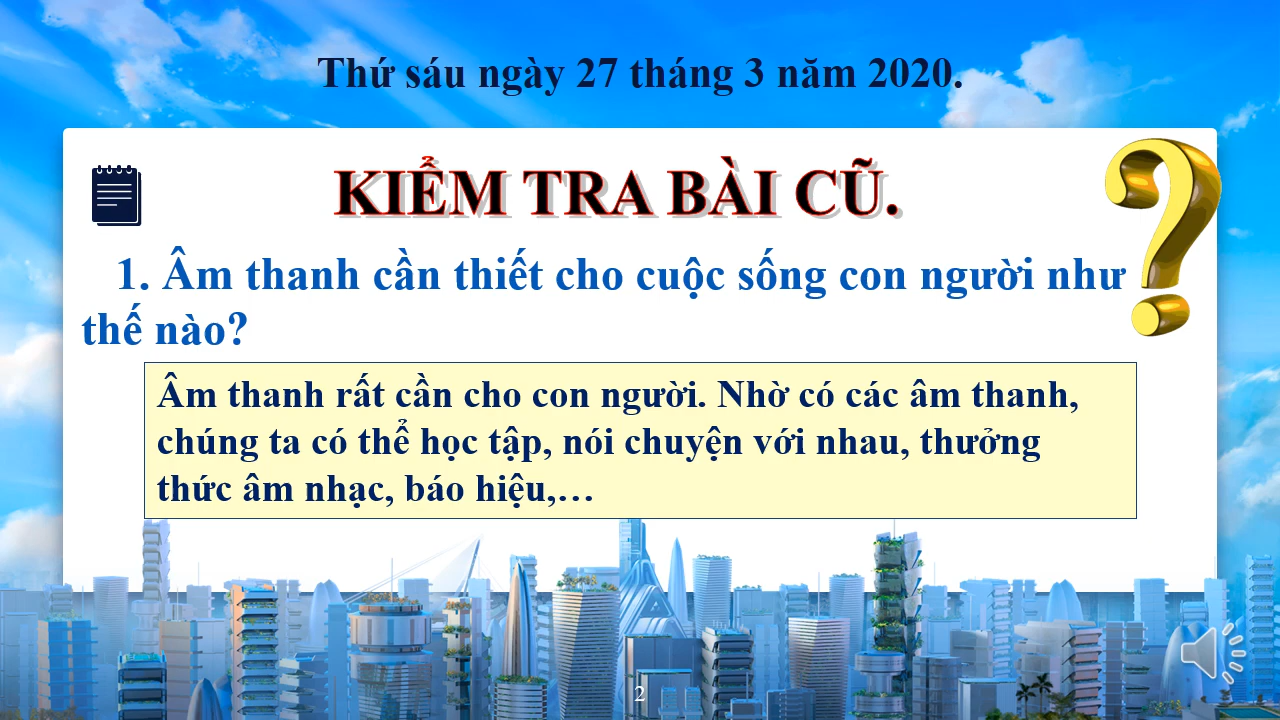 Thứ sáu ngày 27 tháng 3 năm 2020.
KIỂM TRA BÀI CŨ.
1. Âm thanh cần thiết cho cuộc sống con người như
thế nào?
Âm thanh rất cần cho con người. Nhờ có các âm thanh,
chúng ta có thể học tập, nói chuyện với nhau, thưởng
thức âm nhạc, báo hiệu,…
2